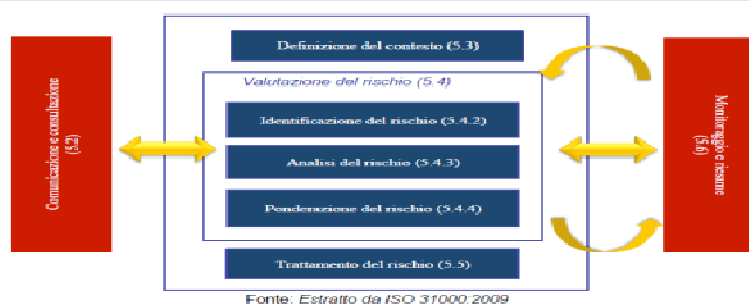 Comunicazione e consultazione
(5.2)
Definizione del contesto (5.3)
Valutazione del rischio (5.4)
Identificazione del rischio (5.4.2)
Analisi del rischio (5.4.3)
Ponderazione del rischio (5.4.4)
Trattamento del rischio (5.5)
Monitoraggio e riesame
(5.6)
Fonte: Estratto da ISO 31000:2009